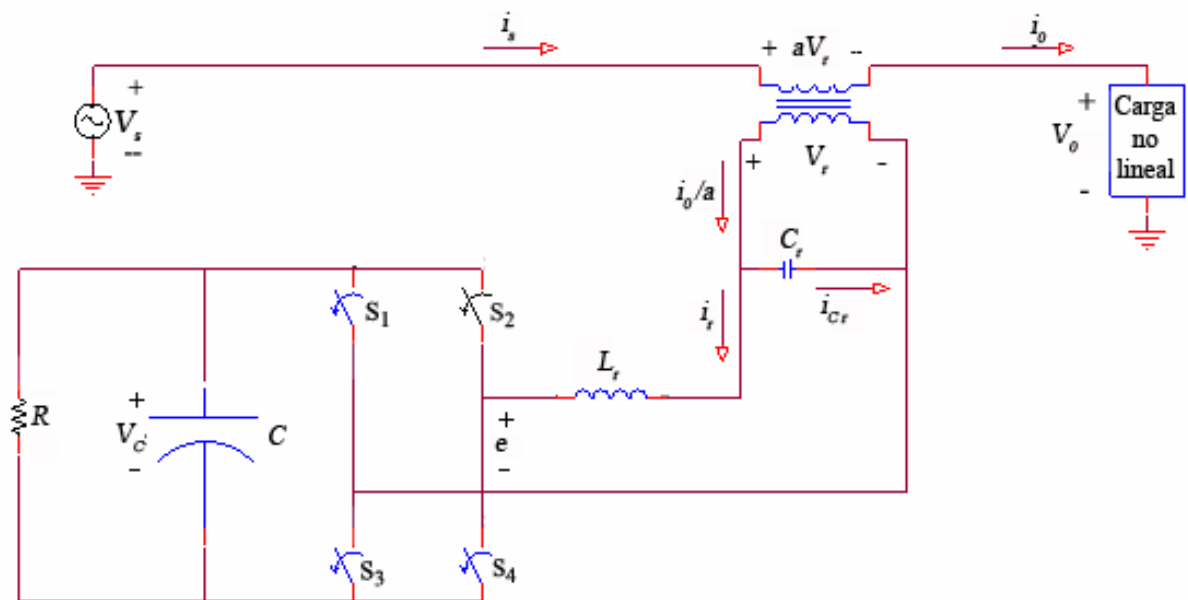 i_s
i_0
+ aV_r --
+
V_s
--
+
V_0
-
Carga
no
lineal
+ V_r -
i_0/a
C_r
i_r
i_Cr
S_1
S_2
L_r
R
+
V_C
-
C
+
e
-
S_3
S_4